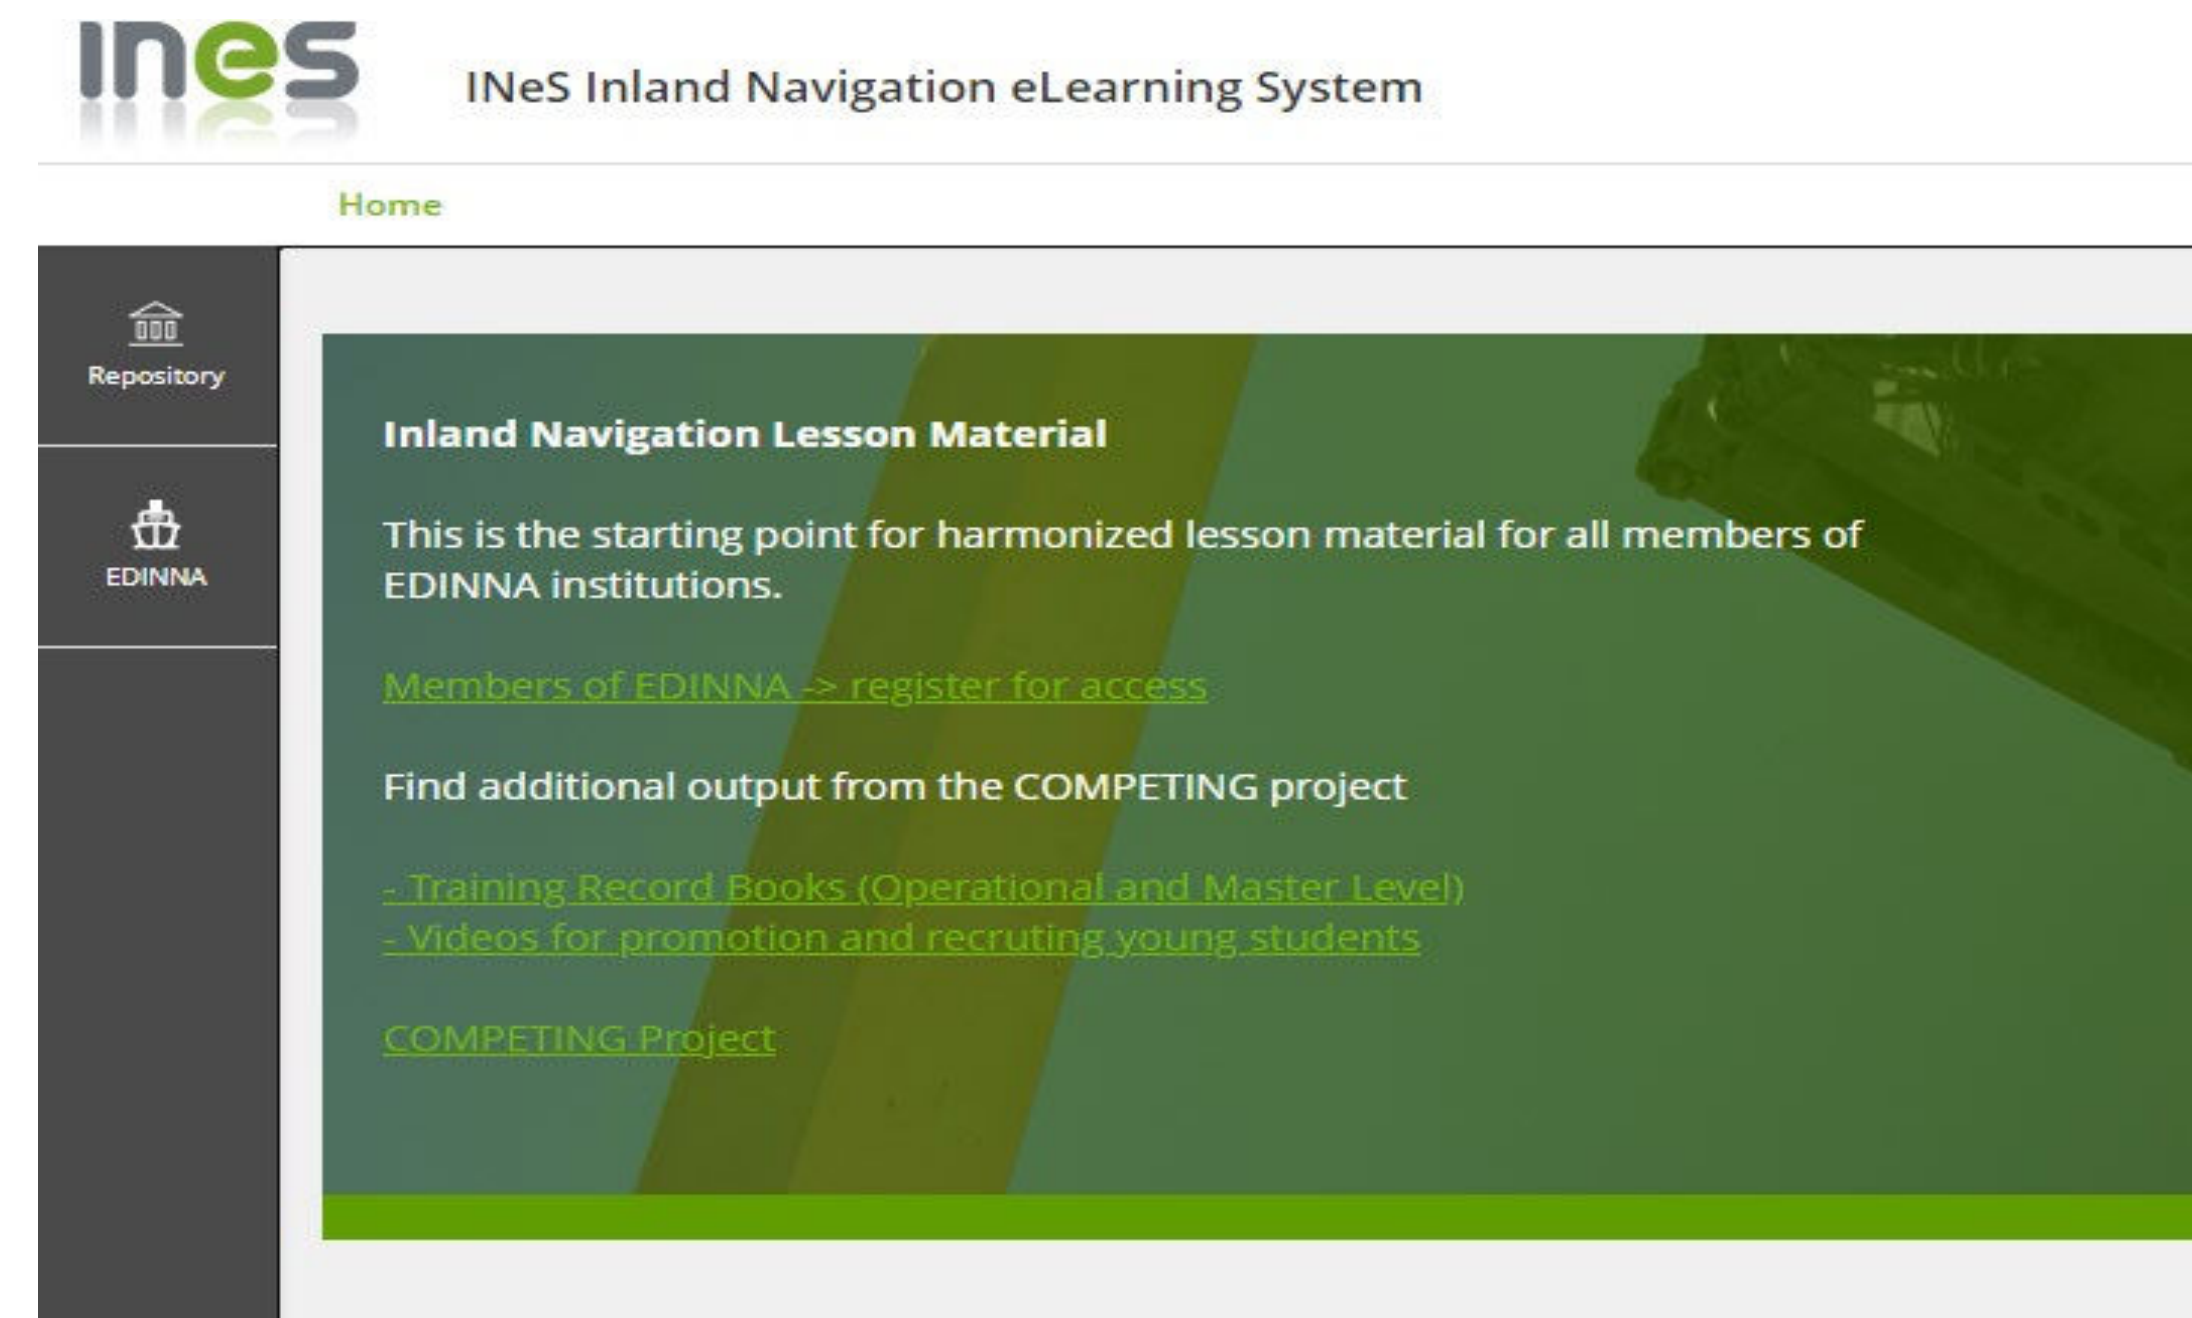 ines
INeS Inland Navigation eLearning System
Home
Repository
EDINNA
Inland Navigation Lesson Material
This is the starting point for harmonized lesson material for all members of
EDINNA institutions.
Members of EDINNA -> register for access
Find additional output from the COMPETING project
- Training Record Books (Operational and Master Level)
- Videos for promotion and recruting young students
COMPETING Project